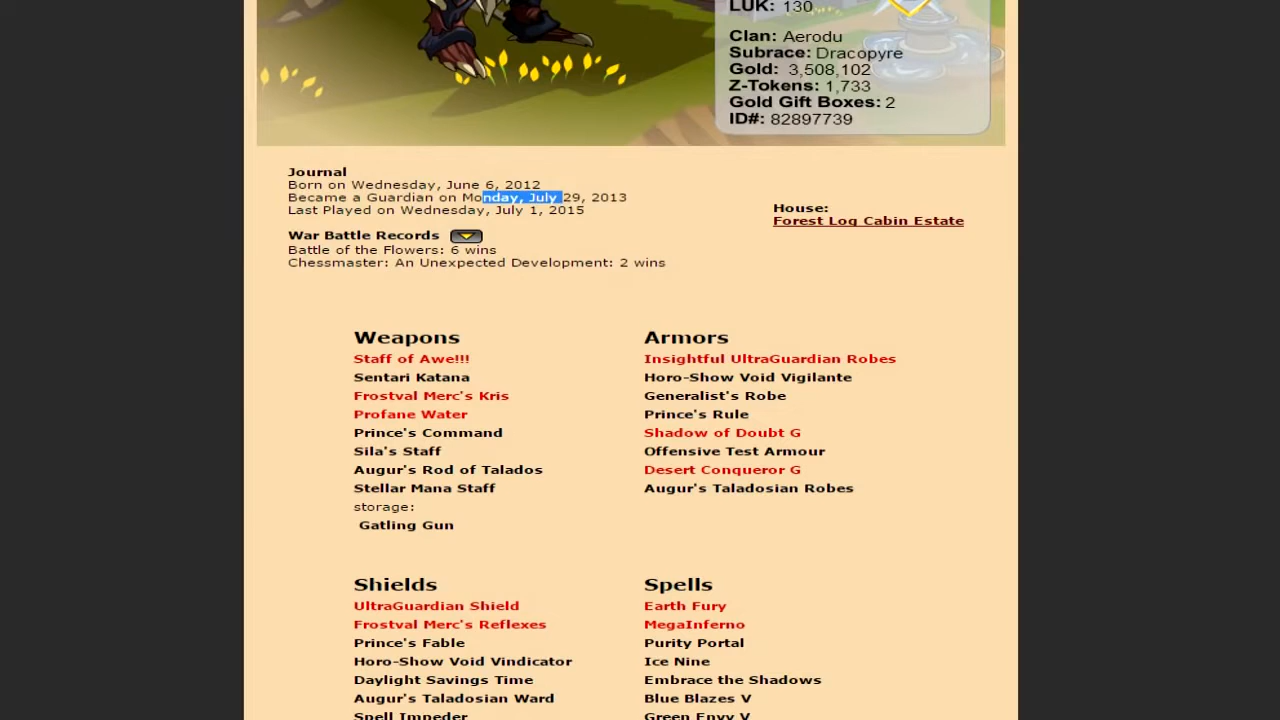 LUK: 130
Clan: Aerodu
Subrace: Dracopyre
Gold: 3,508,102
Z-Tokens: 1,733
Gold Gift Boxes: 2
ID#: 82897739
Journal
Born on Wednesday, June 6, 2012
Became a Guardian on Monday, July 29, 2013
Last Played on Wednesday, July 1, 2015
House:
Forest Log Cabin Estate
War Battle Records
Battle of the Flowers: 6 wins
Chessmaster: An Unexpected Development: 2 wins
Weapons
Staff of Awe!!!
Sentari Katana
Frostval Merc's Kris
Profane Water
Prince's Command
Sila's Staff
Augur's Rod of Talados
Stellar Mana Staff
storage:
Gatling Gun
Armors
Insightful UltraGuardian Robes
Horo-Show Void Vigilante
Generalist's Robe
Prince's Rule
Shadow of Doubt G
Offensive Test Armour
Desert Conqueror G
Augur's Taladosian Robes
Shields
UltraGuardian Shield
Frostval Merc's Reflexes
Prince's Fable
Horo-Show Void Vindicator
Daylight Savings Time
Augur's Taladosian Ward
Spell Impeder
Spells
Earth Fury
MegaInferno
Purity Portal
Ice Nine
Embrace the Shadows
Blue Blazes V
Green Envy V